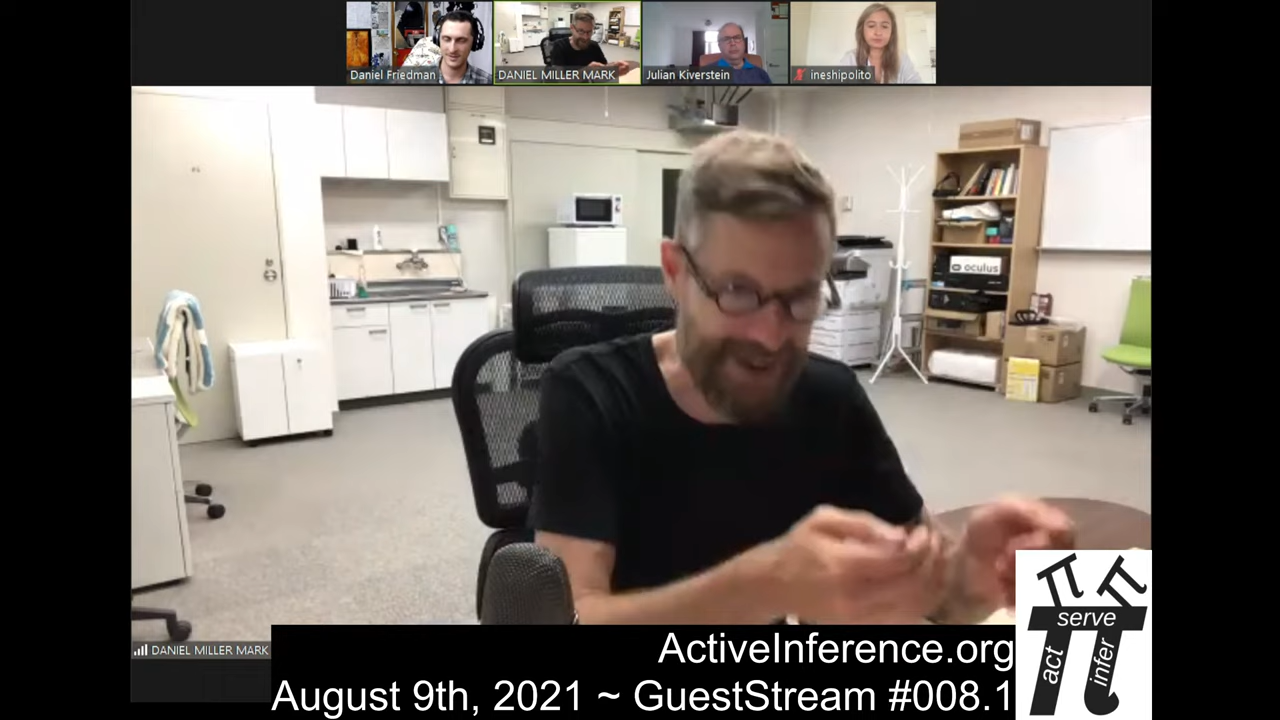 Daniel Friedman
DANIEL MILLER MARK
Julian Kiverstein
ineshipolito
oculus
DANIEL MILLER MARK
ActiveInference.org
August 9th, 2021 ~ GuestStream #008.1
serve
act
infer